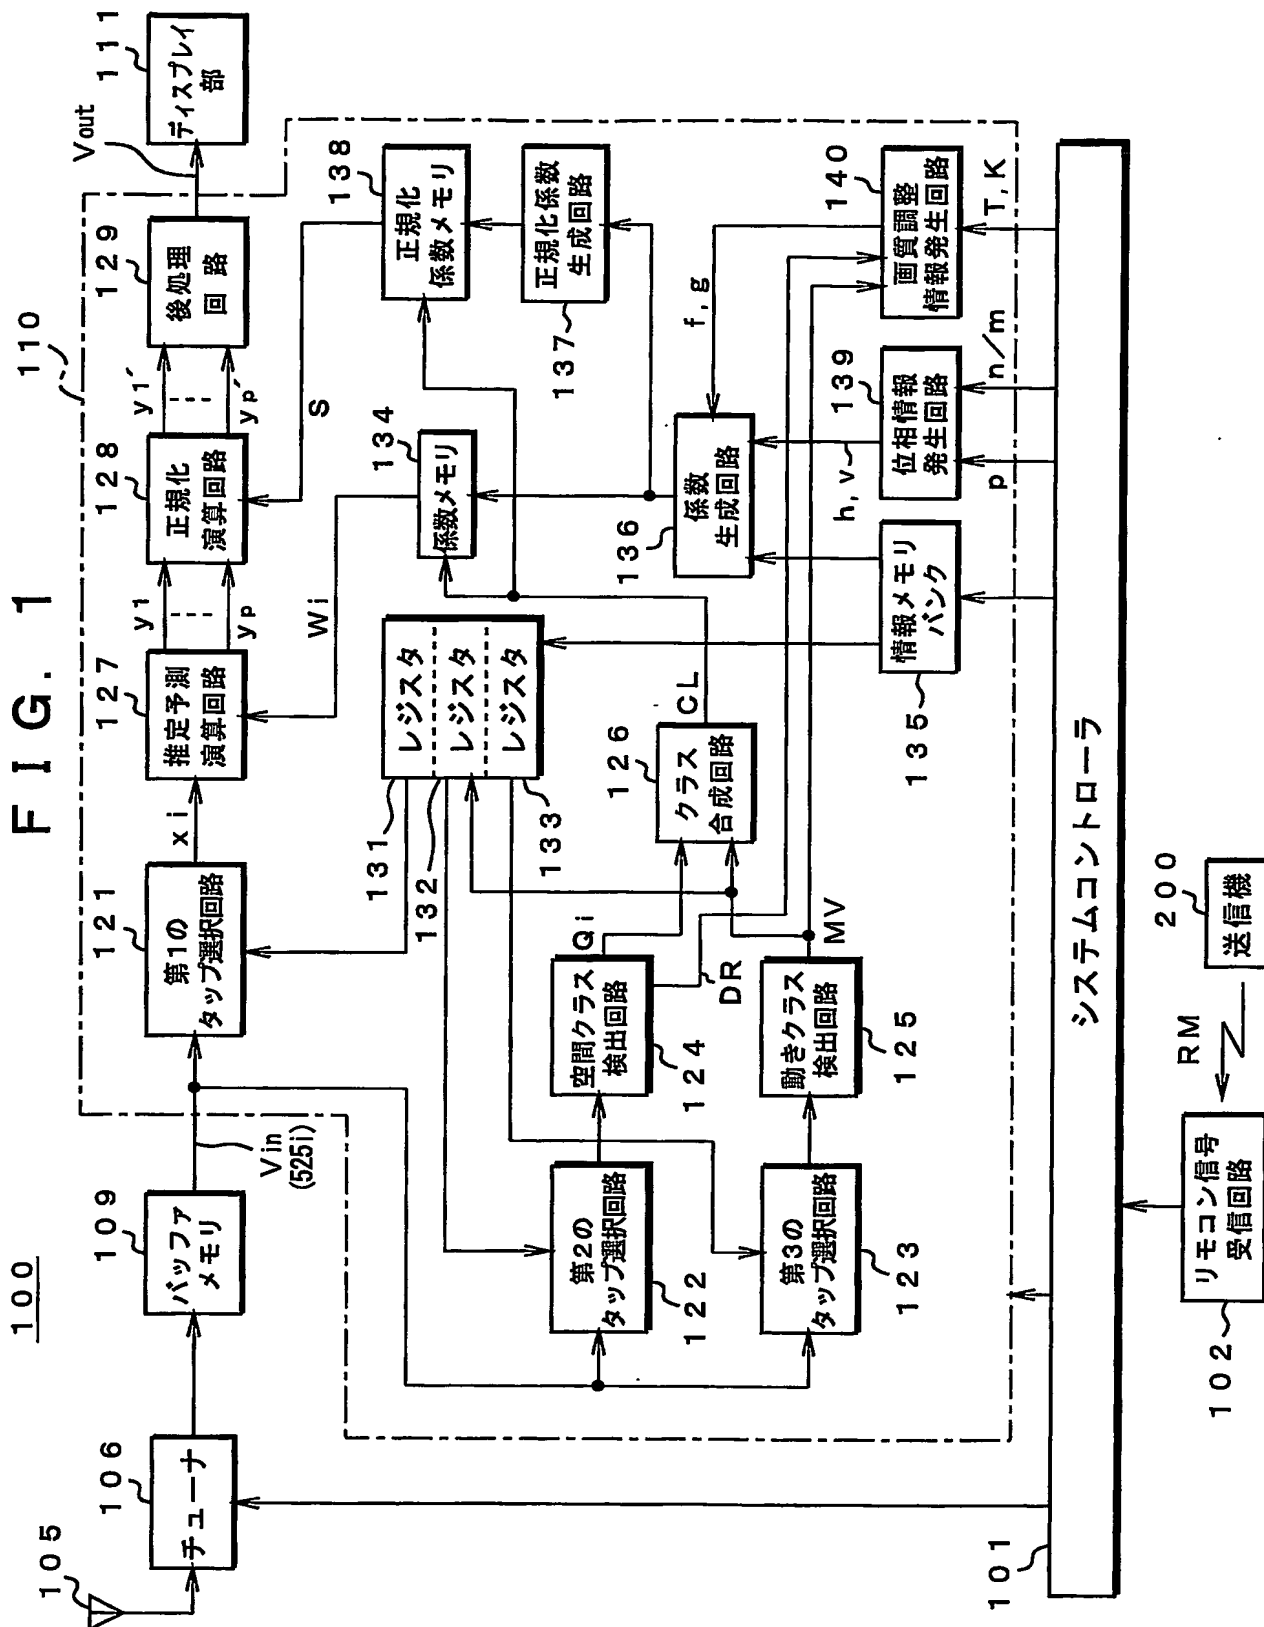 FIG. 1
100
105
106
チューナ
109
バッファ
メモリ
Vin
(525i)
110
121
第1の
タップ選択回路
xi
127
推定予測
演算回路
y1
yp
128
正規化
演算回路
y1´
yp´
129
後処理
回路
Vout
111
ディスプレイ
部
131
132
133
レジスタ
レジスタ
レジスタ
Wi
134
係数メモリ
S
138
正規化
係数メモリ
137
正規化係数
生成回路
122
第2の
タップ選択回路
124
空間クラス
検出回路
Qi
DR
123
第3の
タップ選択回路
125
動きクラス
検出回路
MV
126
クラス
合成回路
CL
136
係数
生成回路
f,g
h,v
135
情報メモリ
バンク
139
位相情報
発生回路
p
n/m
140
画質調整
情報発生回路
T,K
101
システムコントローラ
102
リモコン信号
受信回路
RM
200
送信機